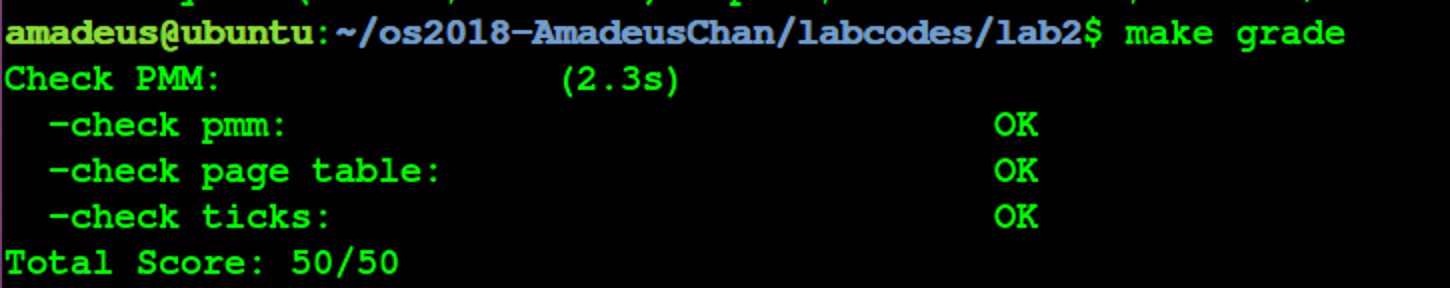 amadeus@ubuntu:~/os2018-AmadeusChan/labcodes/lab2$ make grade
Check PMM:               (2.3s)
  -check pmm:                                 OK
  -check page table:                          OK
  -check ticks:                               OK
Total Score: 50/50